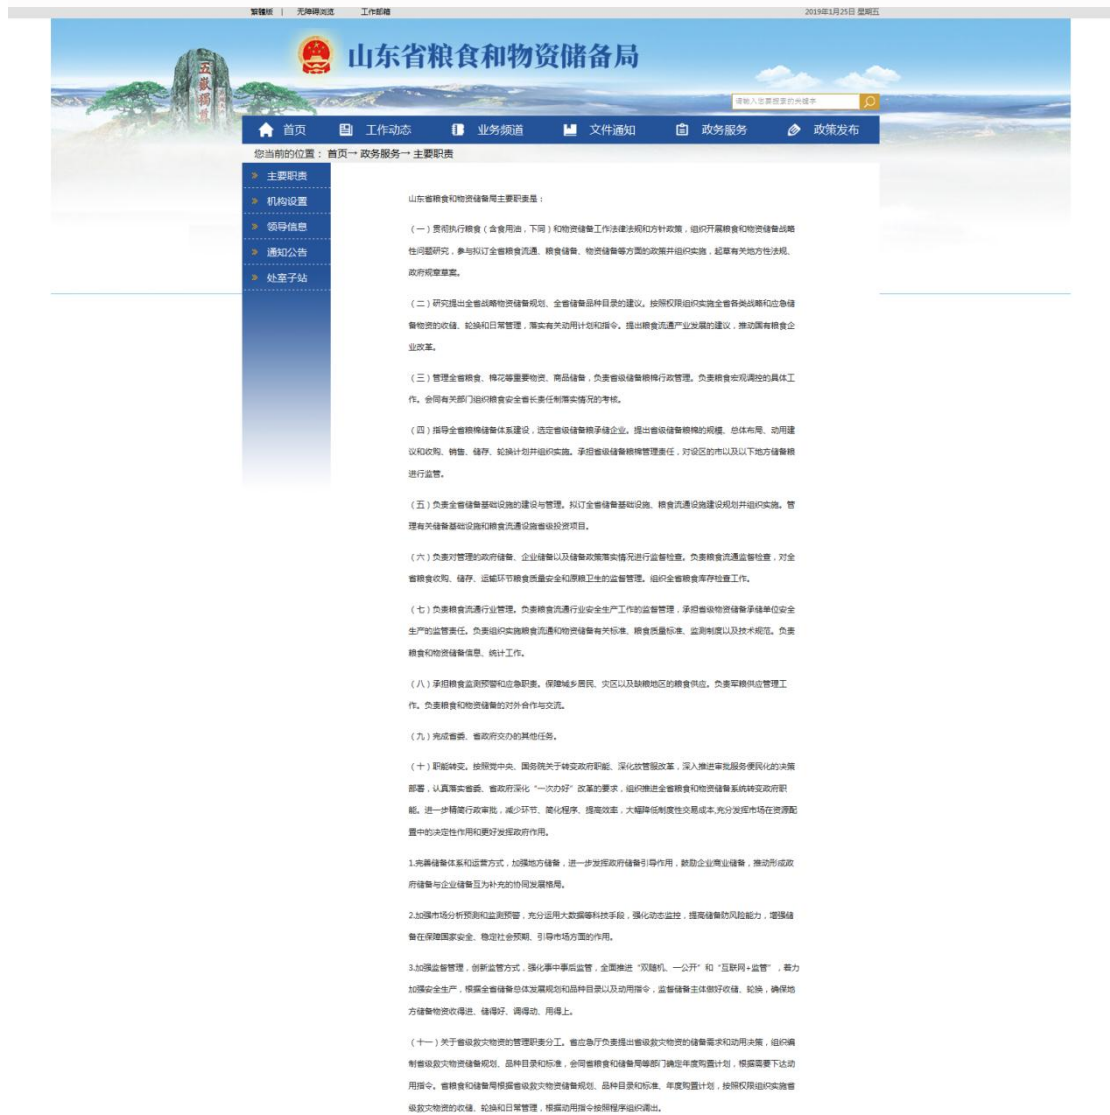 繁體版 | 无障碍浏览 工作邮箱 2019年1月25日 星期五
五嶽獨尊
山东省粮食和物资储备局
请输入您要搜索的关键字
首页 工作动态 业务频道 文件通知 政务服务 政策发布
您当前的位置： 首页→ 政务服务→ 主要职责
主要职责
机构设置
领导信息
通知公告
处室子站
山东省粮食和物资储备局主要职责是：
（一）贯彻执行粮食（含食用油，下同）和物资储备工作法律法规和方针政策，组织开展粮食和物资储备战略
性问题研究，参与拟订全省粮食流通、粮食储备、物资储备等方面的政策并组织实施，起草有关地方性法规、
政府规章草案。
（二）研究提出全省战略物资储备规划、全省储备品种目录的建议。按照权限组织实施全省各类战略和应急储
备物资的收储、轮换和日常管理，落实有关动用计划和指令。提出粮食流通产业发展的建议，推动国有粮食企
业改革。
（三）管理全省粮食、棉花等重要物资、商品储备，负责省级储备粮棉行政管理。负责粮食宏观调控的具体工
作。会同有关部门组织粮食安全省长责任制落实情况的考核。
（四）指导全省粮棉储备体系建设，选定省级储备粮承储企业。提出省级储备粮棉的规模、总体布局、动用建
议和收购、销售、储存、轮换计划并组织实施。承担省级储备粮棉管理责任，对设区的市以及以下地方储备粮
进行监管。
（五）负责全省储备基础设施的建设与管理。拟订全省储备基础设施、粮食流通设施建设规划并组织实施。管
理有关储备基础设施和粮食流通设施省级投资项目。
（六）负责对管理的政府储备、企业储备以及储备政策落实情况进行监督检查。负责粮食流通监督检查，对全
省粮食收购、储存、运输环节粮食质量安全和原粮卫生的监督管理。组织全省粮食库存检查工作。
（七）负责粮食流通行业管理。负责粮食流通行业安全生产工作的监督管理，承担省级物资储备承储单位安全
生产的监管责任。负责组织实施粮食流通和物资储备有关标准、粮食质量标准、监测制度以及技术规范。负责
粮食和物资储备信息、统计工作。
（八）承担粮食监测预警和应急职责。保障城乡居民、灾区以及缺粮地区的粮食供应。负责军粮供应管理工
作。负责粮食和物资储备的对外合作与交流。
（九）完成省委、省政府交办的其他任务。
（十）职能转变。按照党中央、国务院关于转变政府职能、深化放管服改革，深入推进审批服务便民化的决策
部署，认真落实省委、省政府深化“一次办好”改革的要求，组织推进全省粮食和物资储备系统转变政府职
能。进一步精简行政审批，减少环节、简化程序、提高效率，大幅降低制度性交易成本,充分发挥市场在资源配
置中的决定性作用和更好发挥政府作用。
1.完善储备体系和运营方式，加强地方储备，进一步发挥政府储备引导作用，鼓励企业商业储备，推动形成政
府储备与企业储备互为补充的协同发展格局。
2.加强市场分析预测和监测预警，充分运用大数据等科技手段，强化动态监控，提高储备防风险能力，增强储
备在保障国家安全、稳定社会预期、引导市场方面的作用。
3.加强监督管理，创新监管方式，强化事中事后监管，全面推进“双随机、一公开”和“互联网+监管”，着力
加强安全生产，根据全省储备总体发展规划和品种目录以及动用指令，监督储备主体做好收储、轮换，确保地
方储备物资收得进、储得好、调得动、用得上。
（十一）关于省级救灾物资的管理职责分工。省应急厅负责提出省级救灾物资的储备需求和动用决策，组织编
制省级救灾物资储备规划、品种目录和标准，会同省粮食和储备局等部门确定年度购置计划，根据需要下达动
用指令。省粮食和储备局根据省级救灾物资储备规划、品种目录和标准、年度购置计划，按照权限组织实施省
级救灾物资的收储、轮换和日常管理，根据动用指令按照程序组织调出。